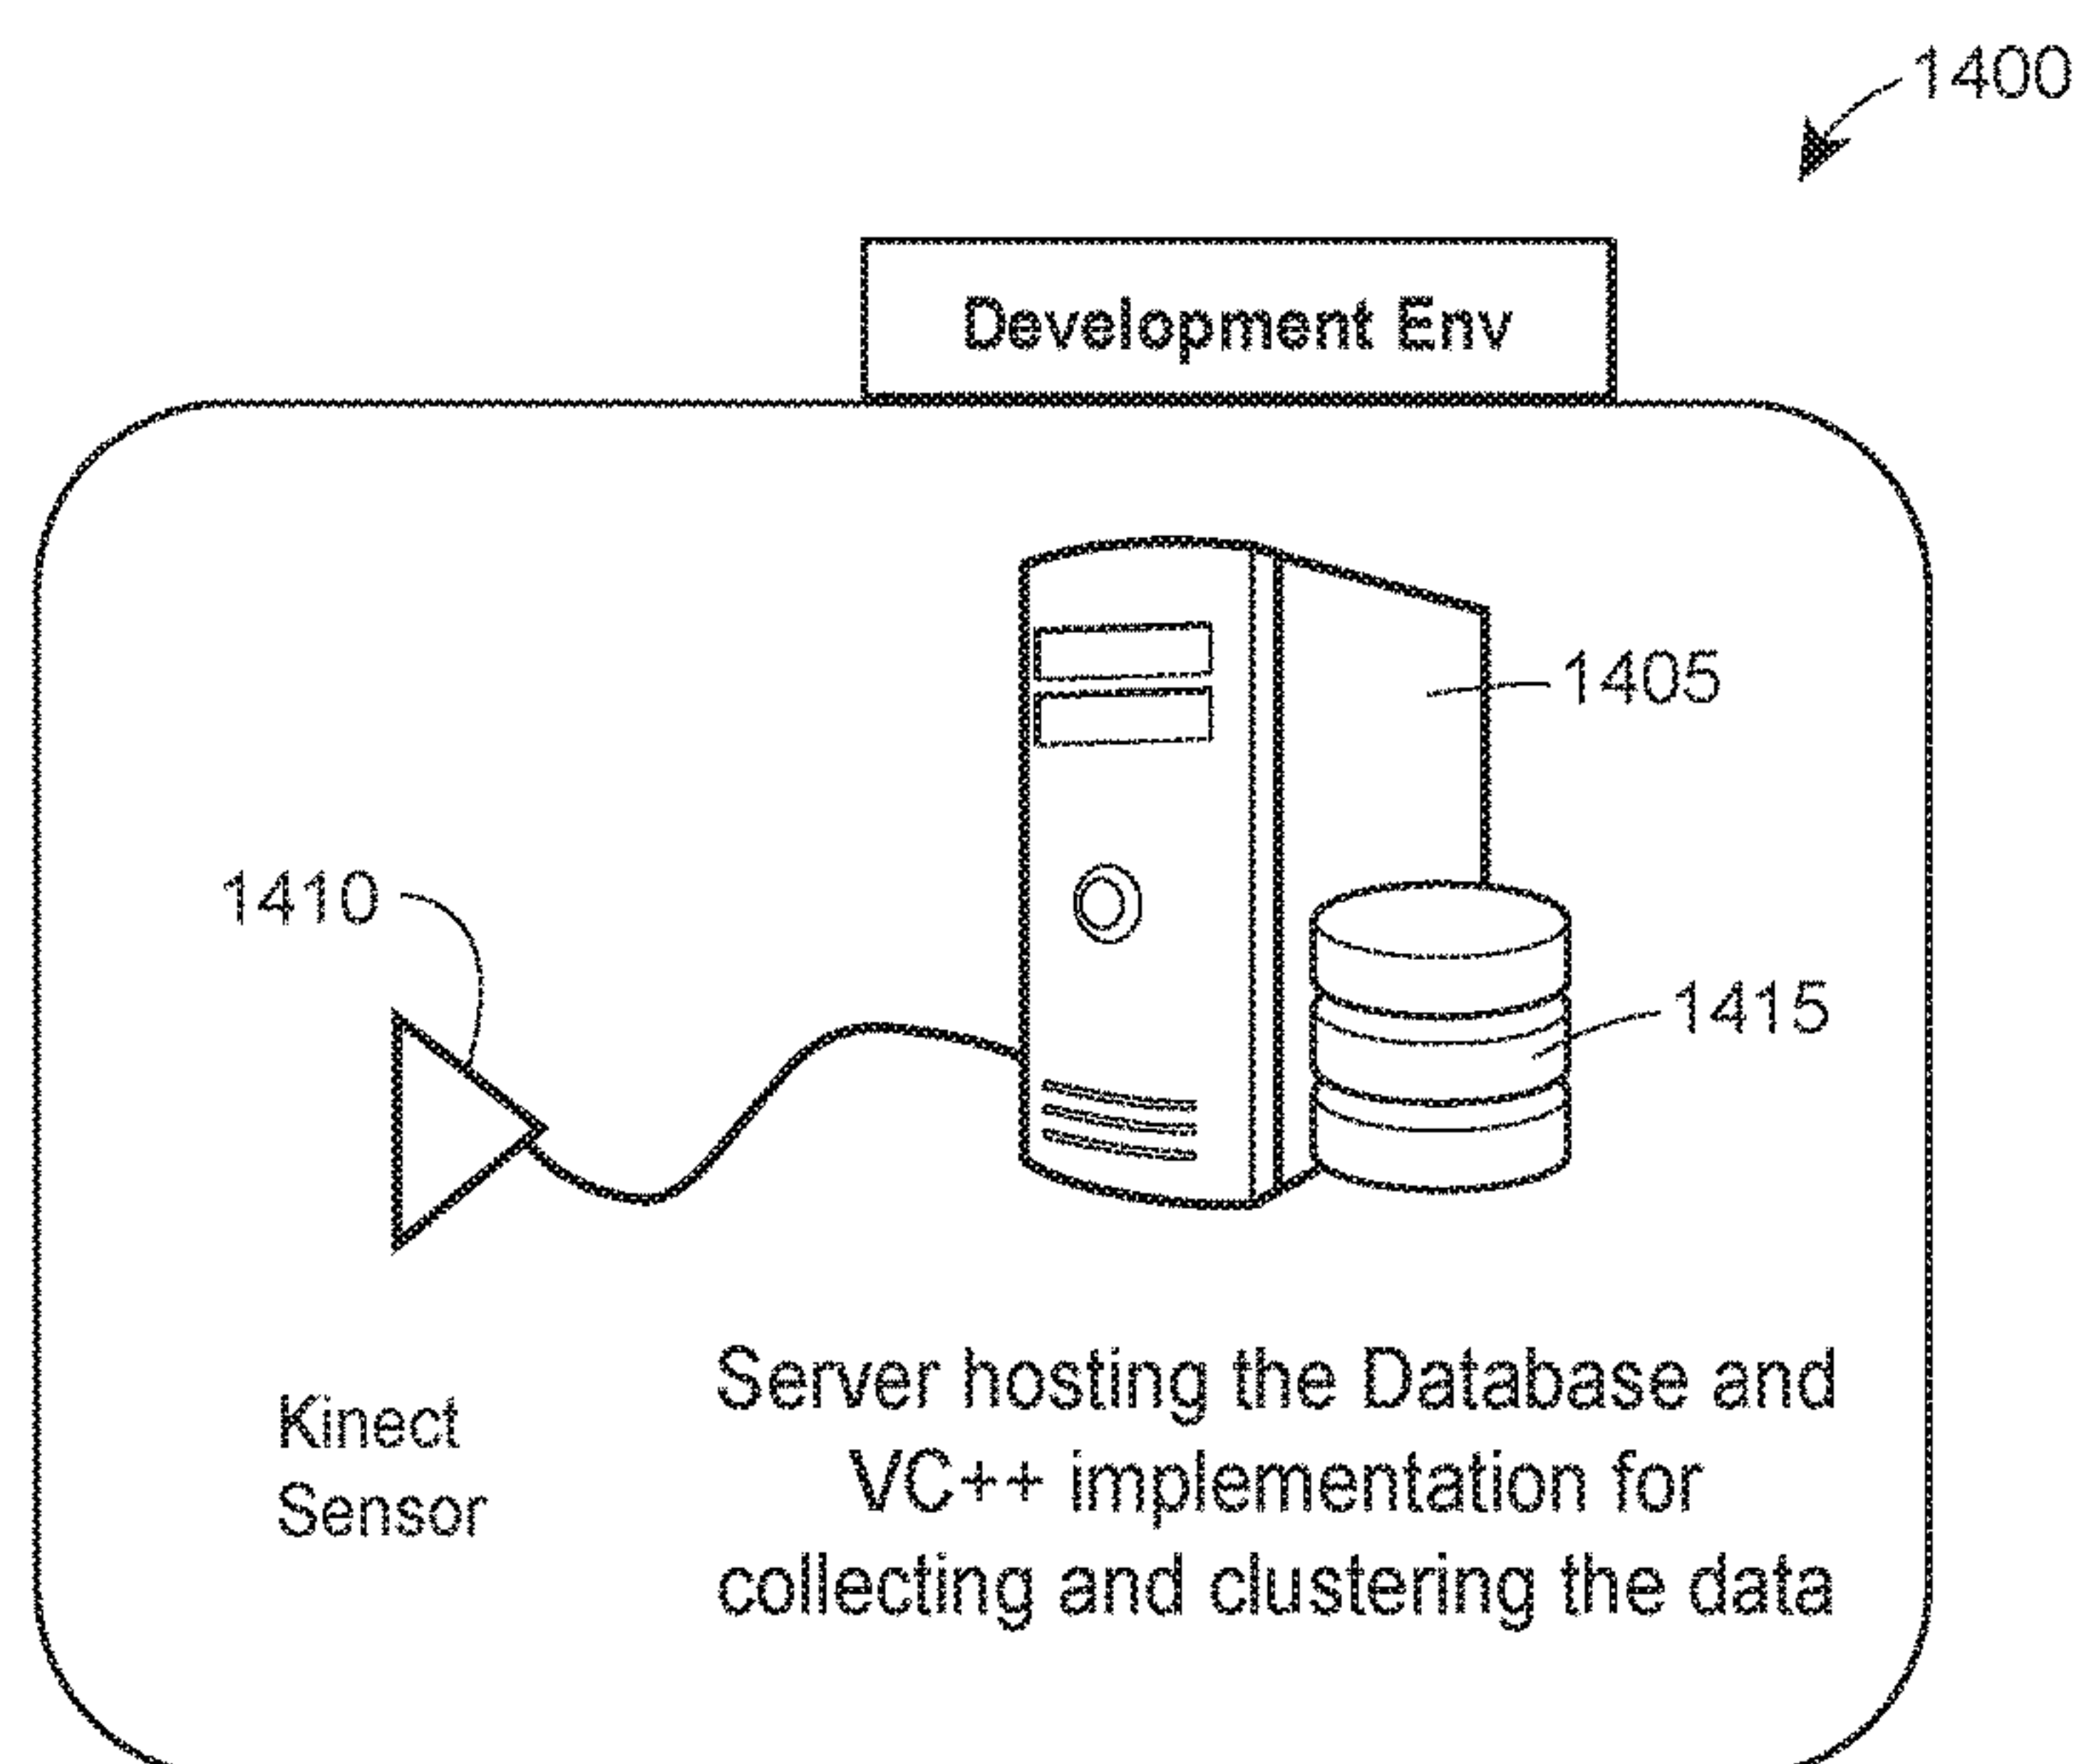 1400
Development Env
1405
1410
1415
Kinect
Sensor
Server hosting the Database and
VC++ implementation for
collecting and clustering the data